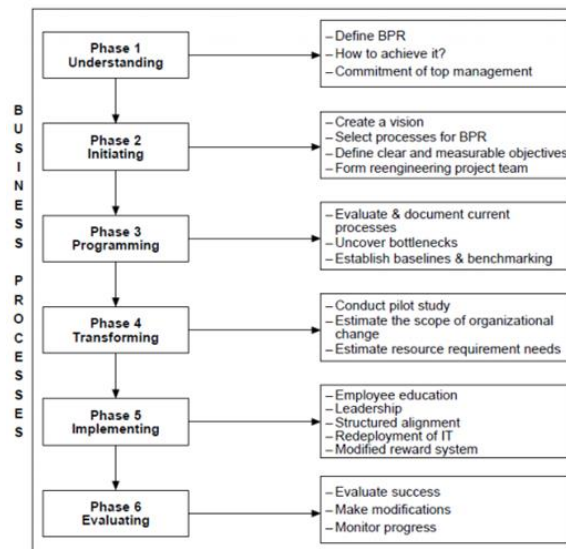 BUSINESS PROCESSES
Phase 1
Understanding
– Define BPR
– How to achieve it?
– Commitment of top management
Phase 2
Initiating
– Create a vision
– Select processes for BPR
– Define clear and measurable objectives
– Form reengineering project team
Phase 3
Programming
– Evaluate & document current
processes
– Uncover bottlenecks
– Establish baselines & benchmarking
Phase 4
Transforming
– Conduct pilot study
– Estimate the scope of organizational
change
– Estimate resource requirement needs
Phase 5
Implementing
– Employee education
– Leadership
– Structured alignment
– Redeployment of IT
– Modified reward system
Phase 6
Evaluating
– Evaluate success
– Make modifications
– Monitor progress